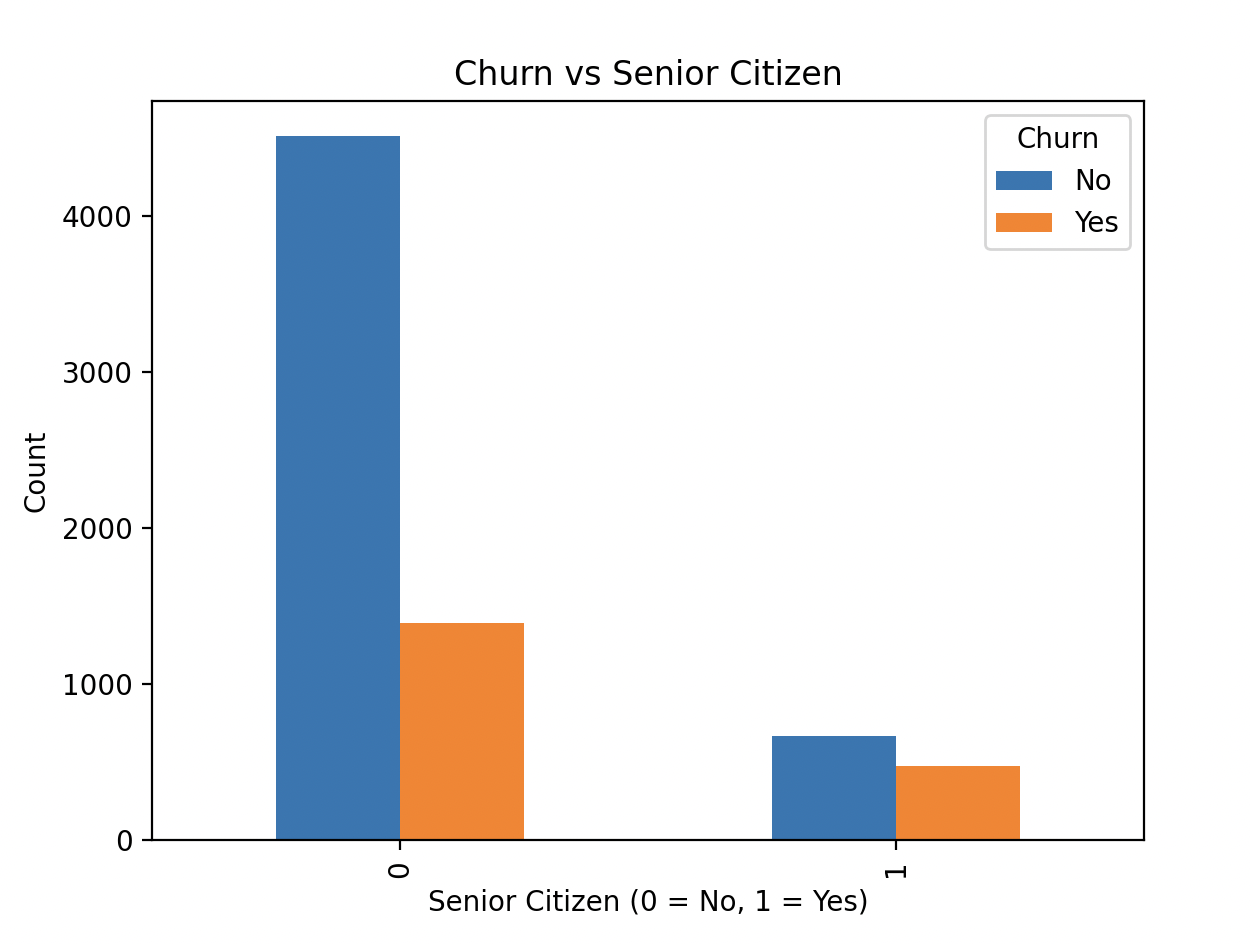 Churn vs Senior Citizen
Churn
No
Yes
4000
3000
2000
1000
0
Count
0
1
Senior Citizen (0 = No, 1 = Yes)